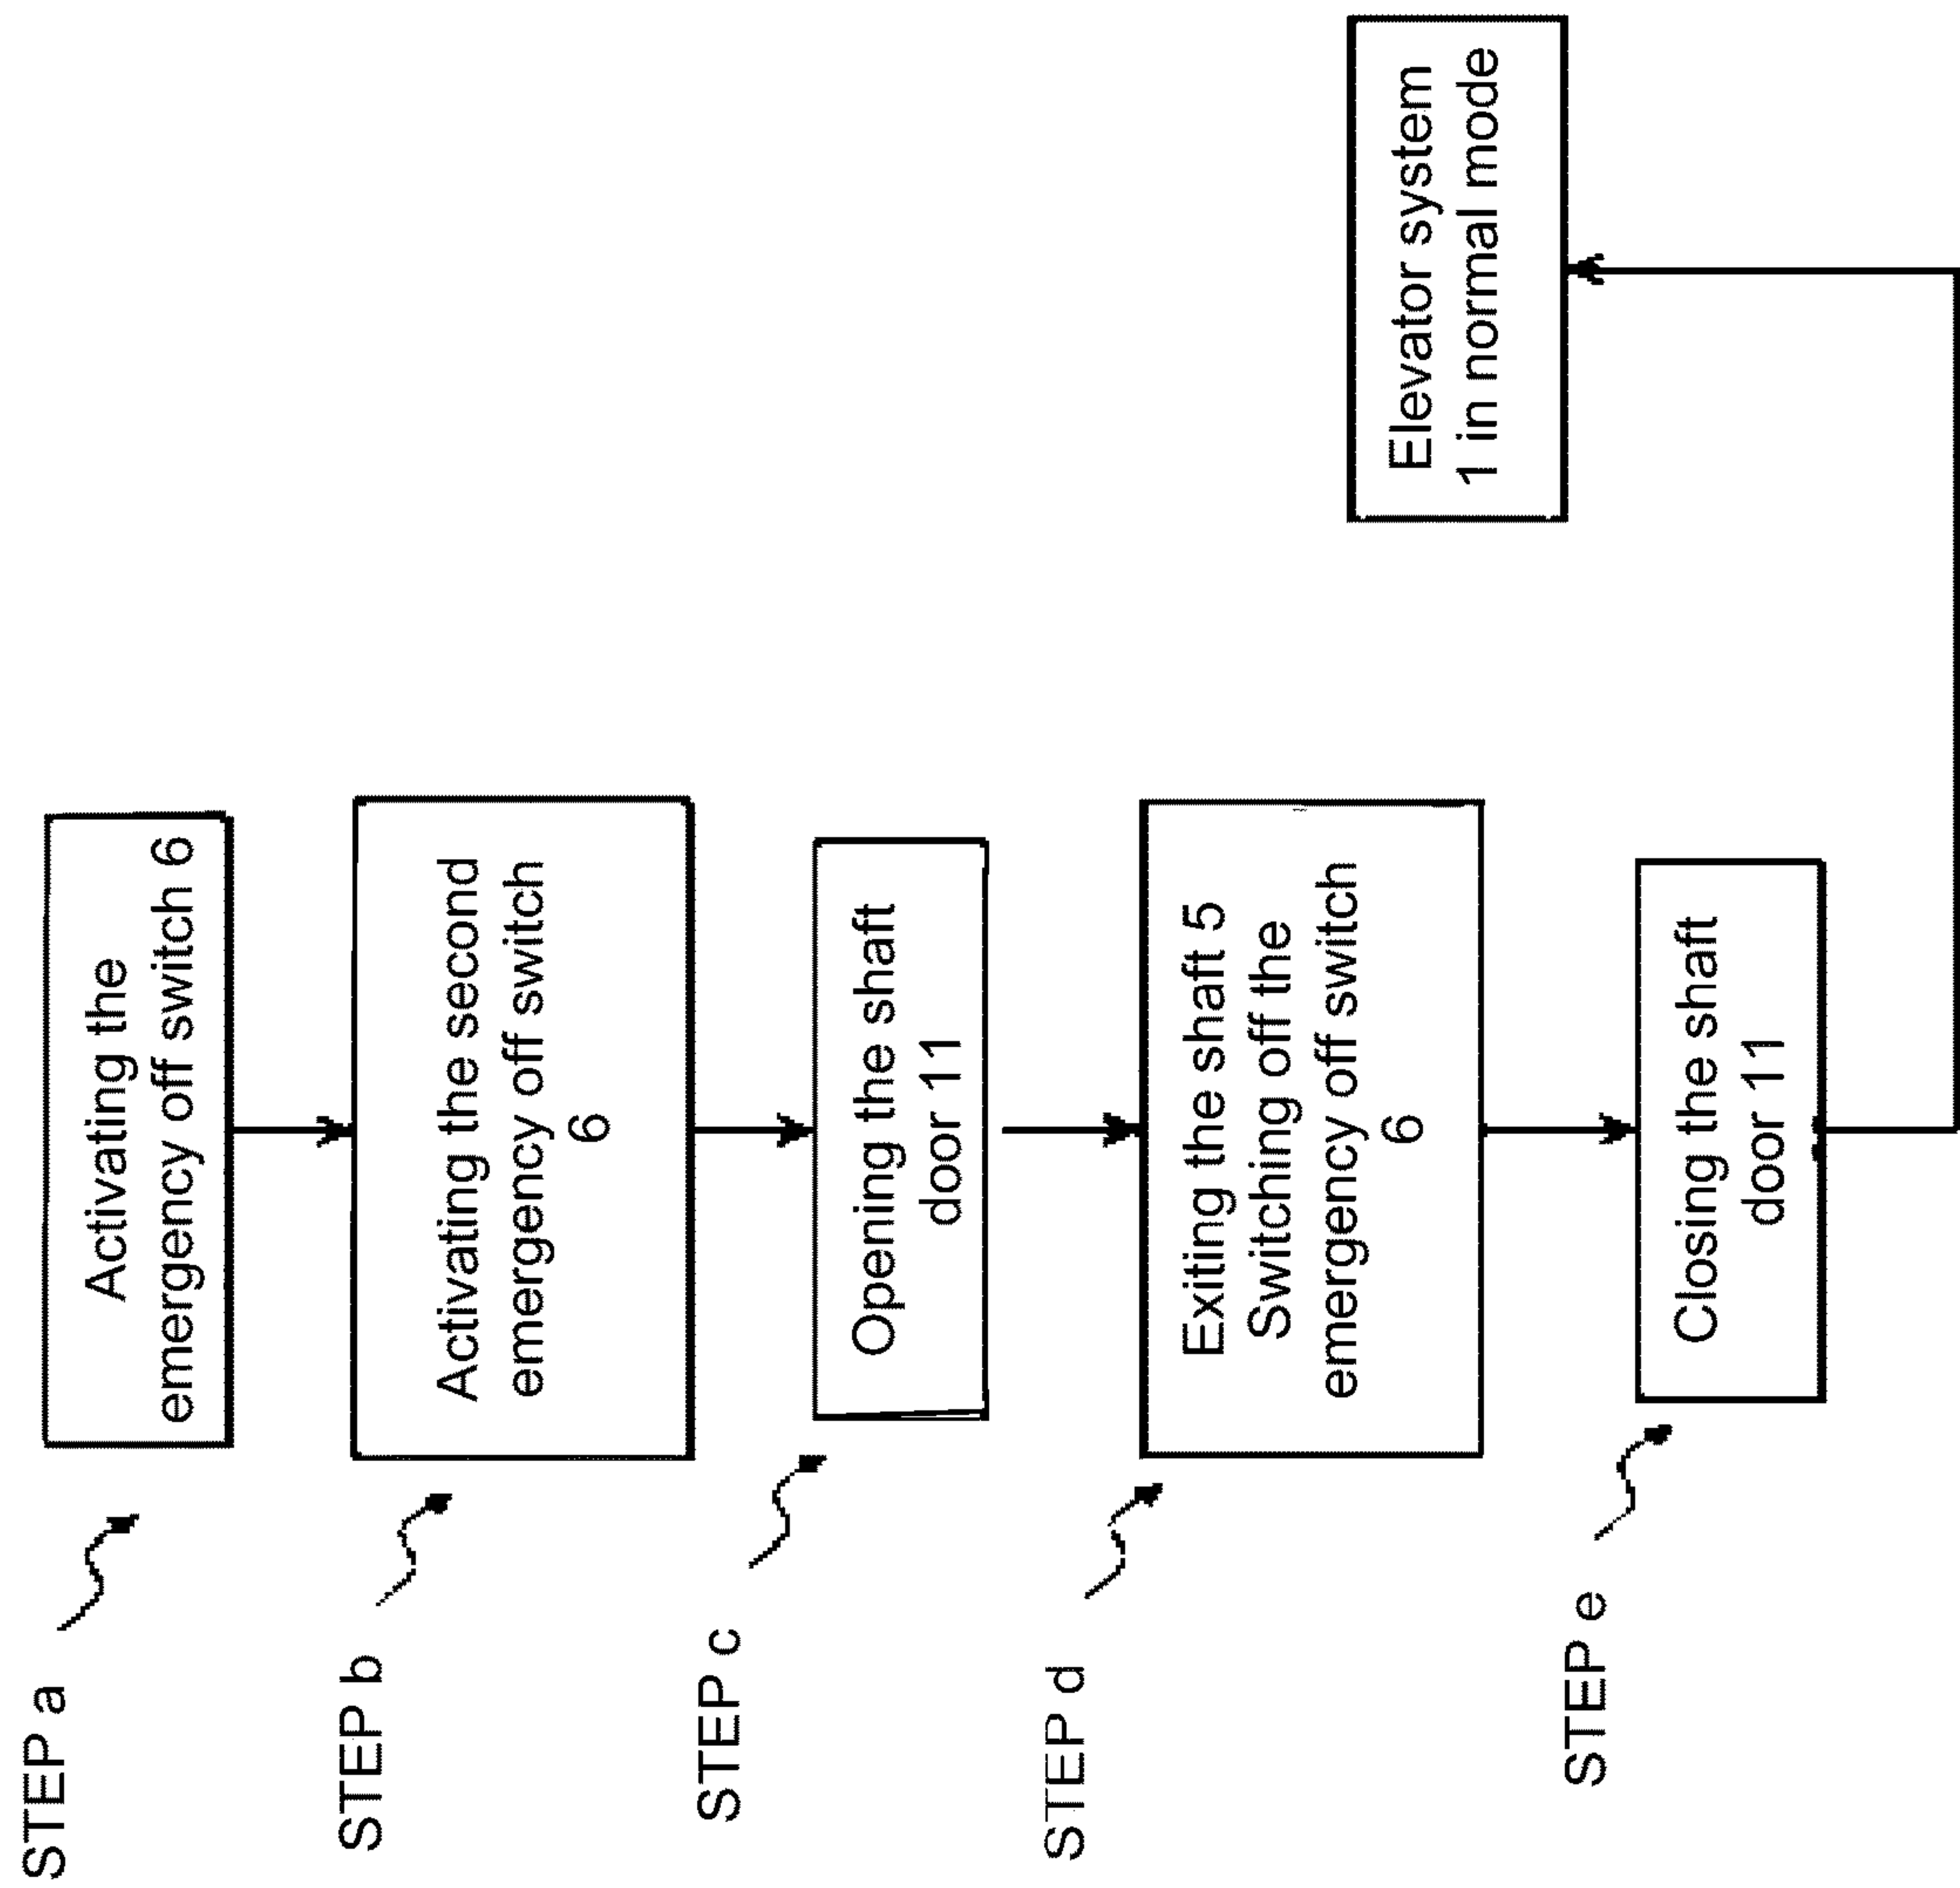 STEP a
Activating the
emergency off switch 6
STEP b
Activating the second
emergency off switch
6
STEP c
Opening the shaft
door 11
STEP d
Exiting the shaft 5
Switching off the
emergency off switch
6
STEP e
Closing the shaft
door 11
Elevator system
1 in normal mode